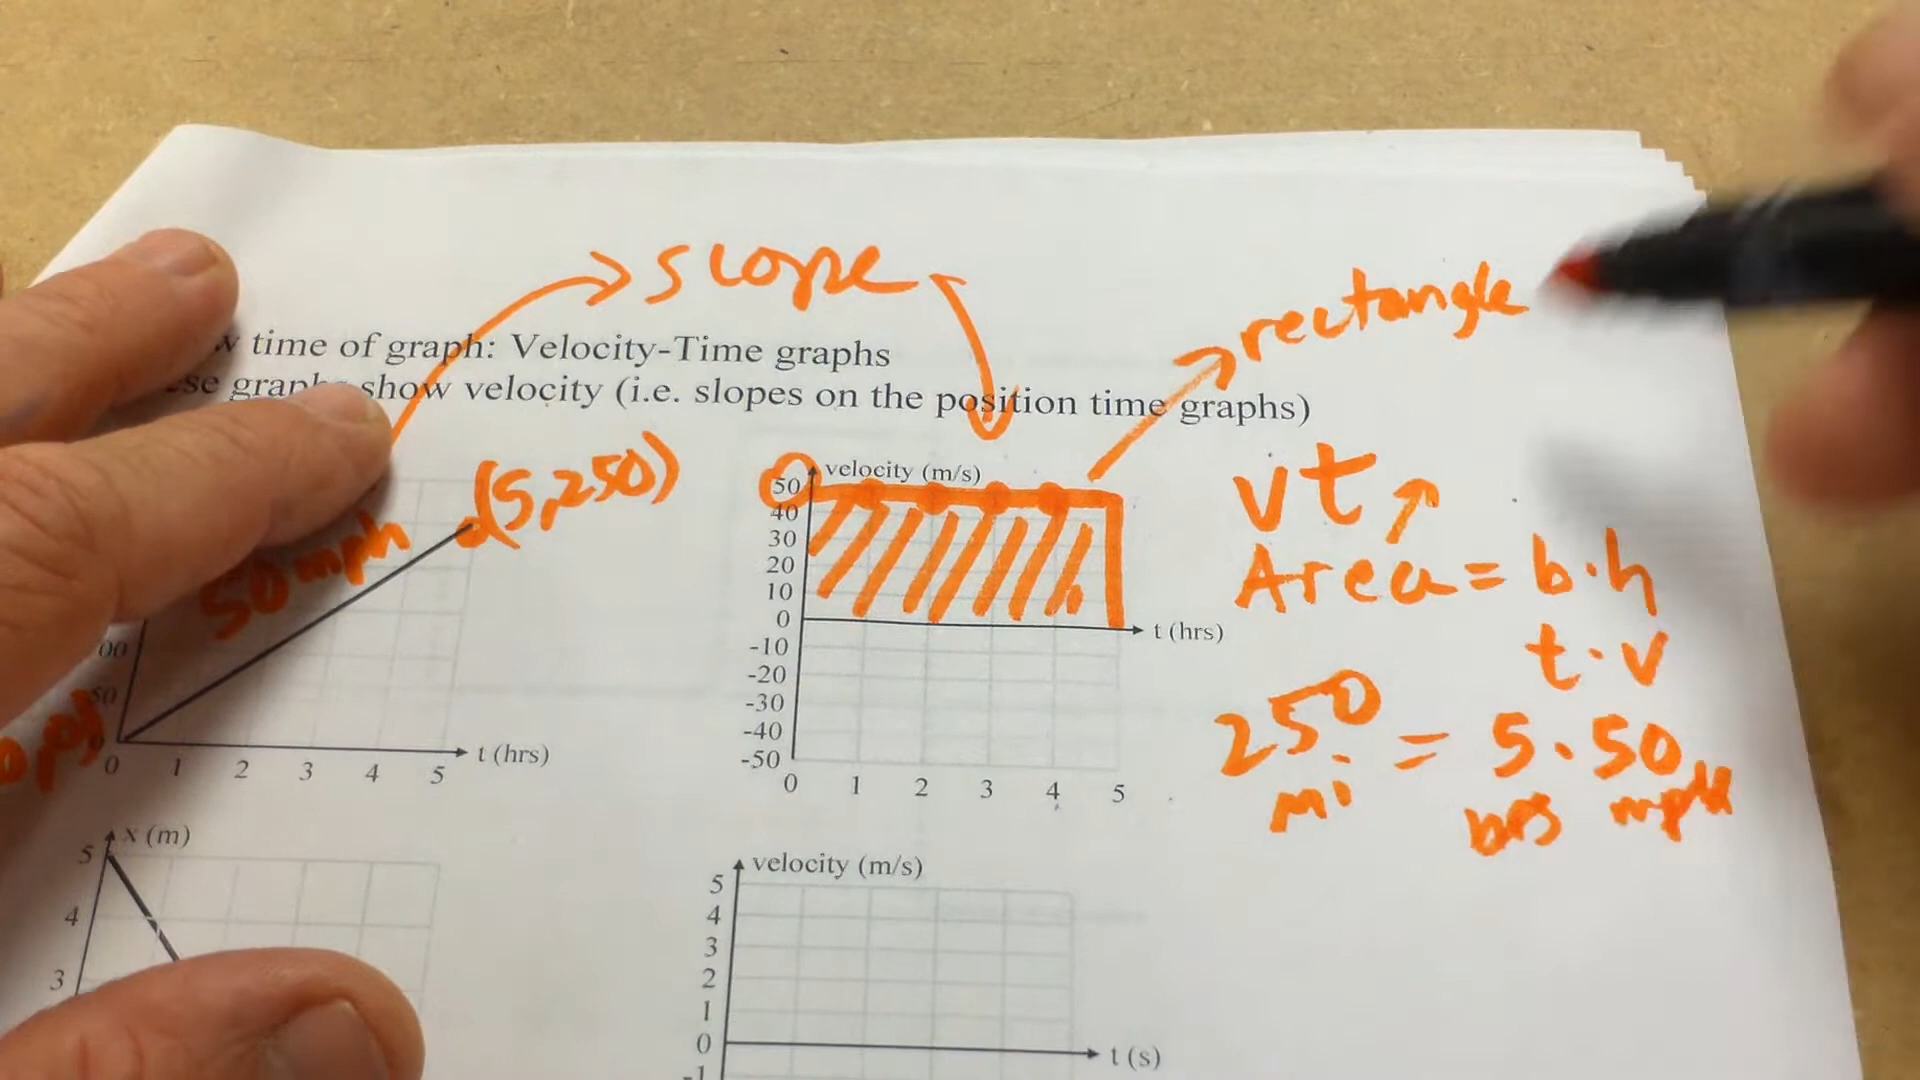 slope
rectangle
time of graph: Velocity-Time graphs
show velocity (i.e. slopes on the position time graphs)
(5,250)
50 mph
50
0
0 1 2 3 4 5
t (hrs)
velocity (m/s)
50
40
30
20
10
0
-10
-20
-30
-40
-50
0 1 2 3 4 5
t (hrs)
vt
Area = b·h
t·v
250 = 5·50
mi hrs mph
x (m)
5
4
3
velocity (m/s)
5
4
3
2
1
0
-1
t (s)